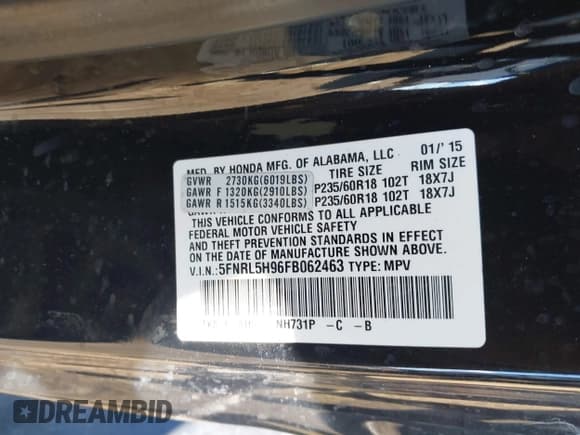 MFD. BY HONDA MFG. OF ALABAMA, LLC 01/'15
TIRE SIZE RIM SIZE
GVWR 2730KG(6019LBS)
GAWR F 1320KG(2910LBS) P235/60R18 102T 18X7J
GAWR R 1515KG(3340LBS) P235/60R18 102T 18X7J
THIS VEHICLE CONFORMS TO ALL APPLICABLE
FEDERAL MOTOR VEHICLE SAFETY
AND THEFT PREVENTION STANDARDS IN EFFECT
ON THE DATE OF MANUFACTURE SHOWN ABOVE.
V.I.N.: 5FNRL5H96FB062463 TYPE: MPV
NH731P -C -B
DREAMBID